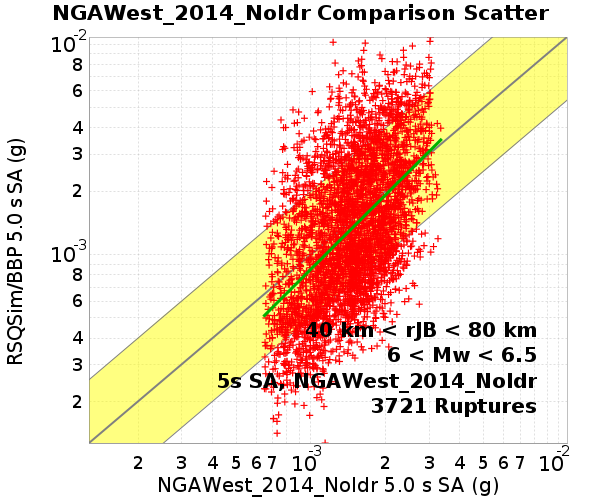 NGAWest_2014_NoIdr Comparison Scatter
10-2
8
6
4
3
2
10-3
8
6
4
3
2
RSQSim/BBP 5.0 s SA (g)
40 km < rJB < 80 km
6 < Mw < 6.5
5s SA, NGAWest_2014_NoIdr
3721 Ruptures
2 3 4 5 6 7 10-3 2 3 4 5 6 7 10-2
NGAWest_2014_NoIdr 5.0 s SA (g)